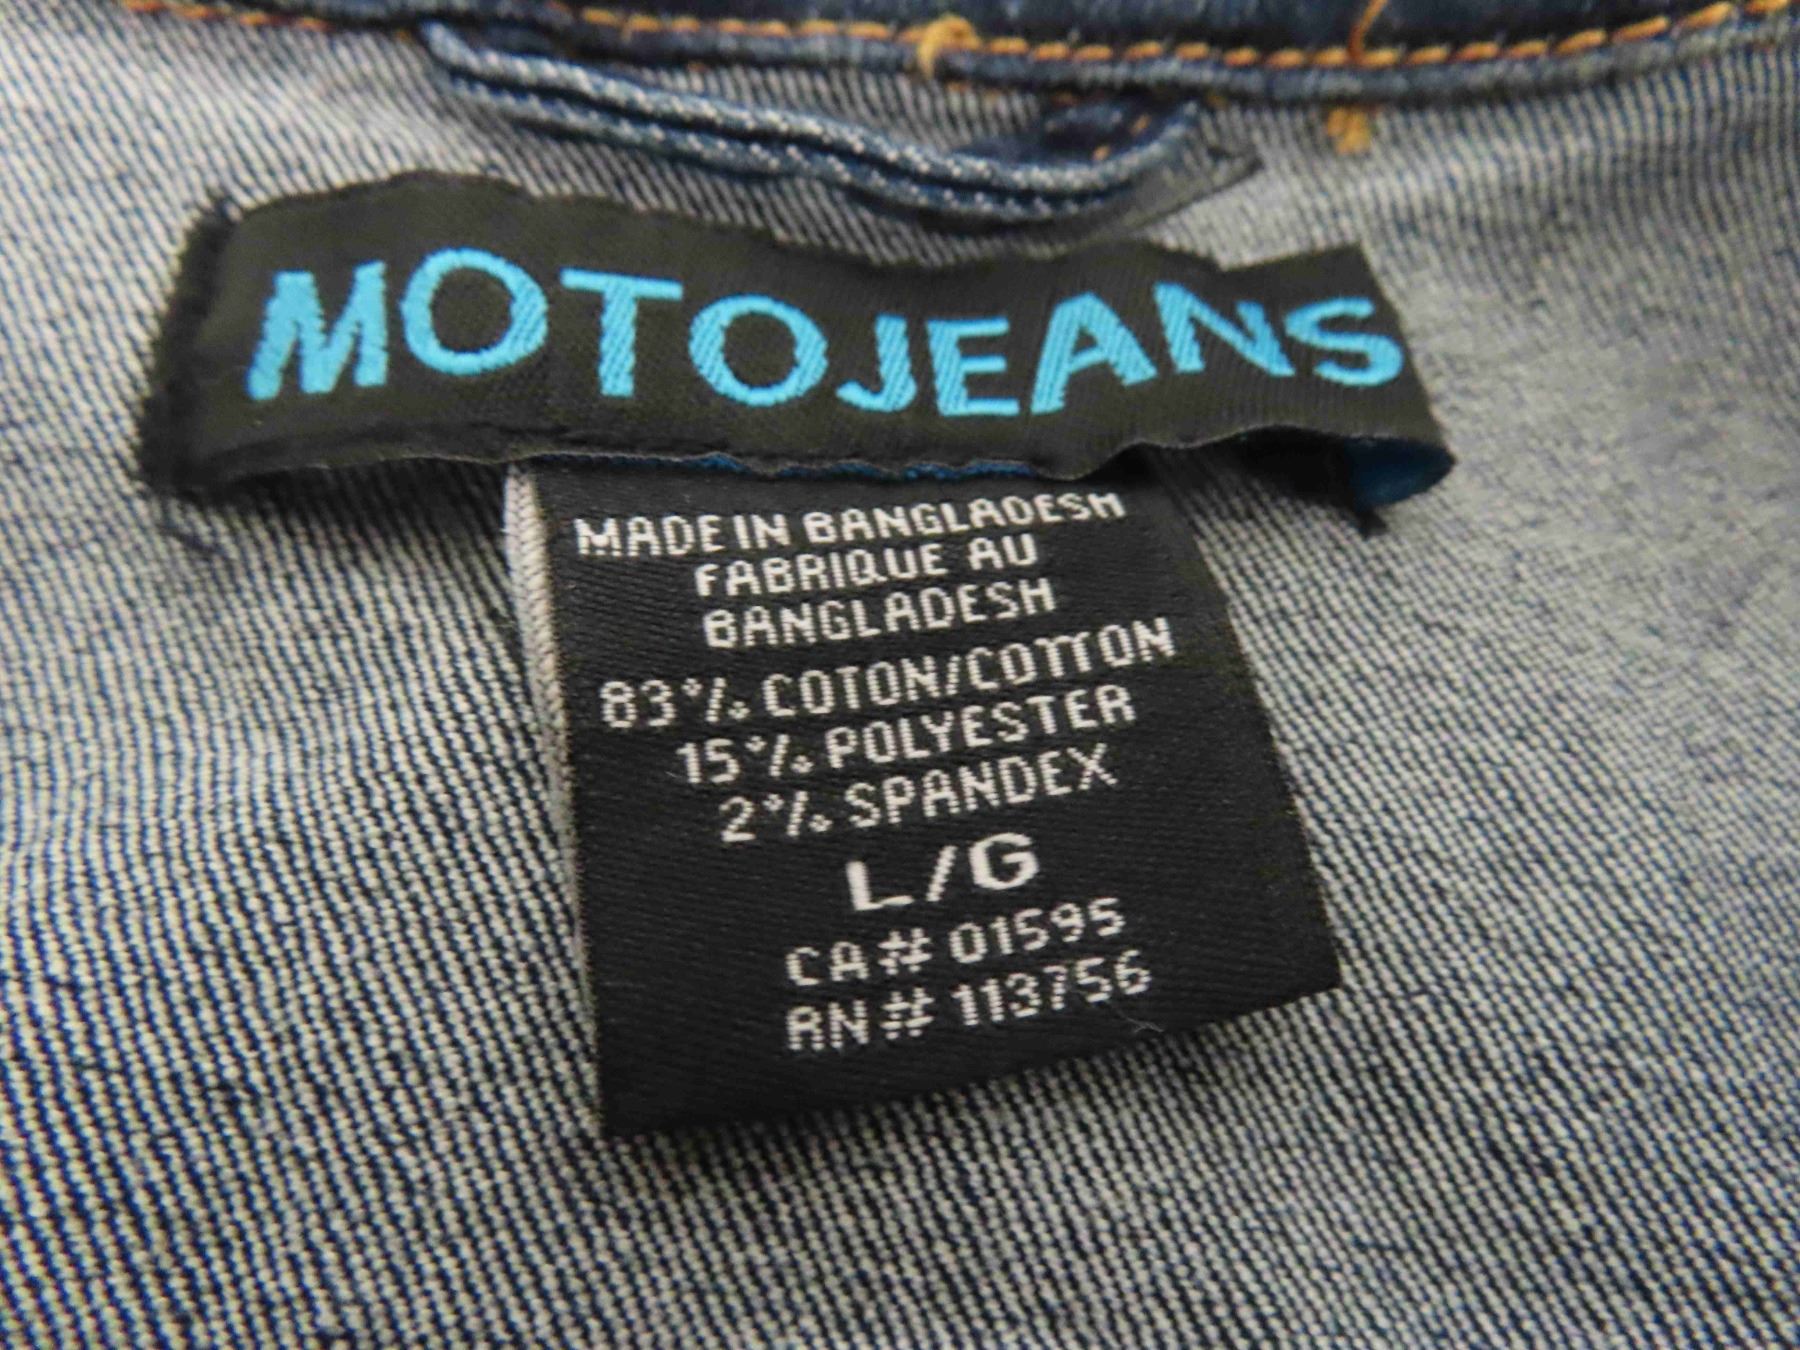 MOTOJEANS
MADE IN BANGLADESH
FABRIQUE AU
BANGLADESH
83% COTON/COTTON
15% POLYESTER
2% SPANDEX
L/G
CA# 01595
RN# 113756